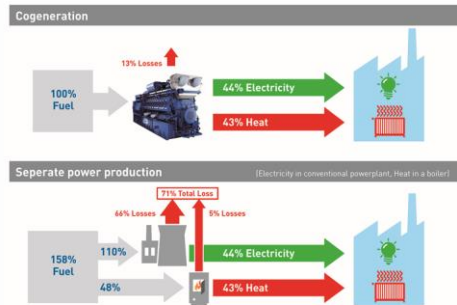 Cogeneration
13% Losses
100%
Fuel
44% Electricity
43% Heat
Seperate power production
[Electricity in conventional powerplant, Heat in a boiler]
71% Total Loss
66% Losses
5% Losses
158%
Fuel
110%
48%
44% Electricity
43% Heat